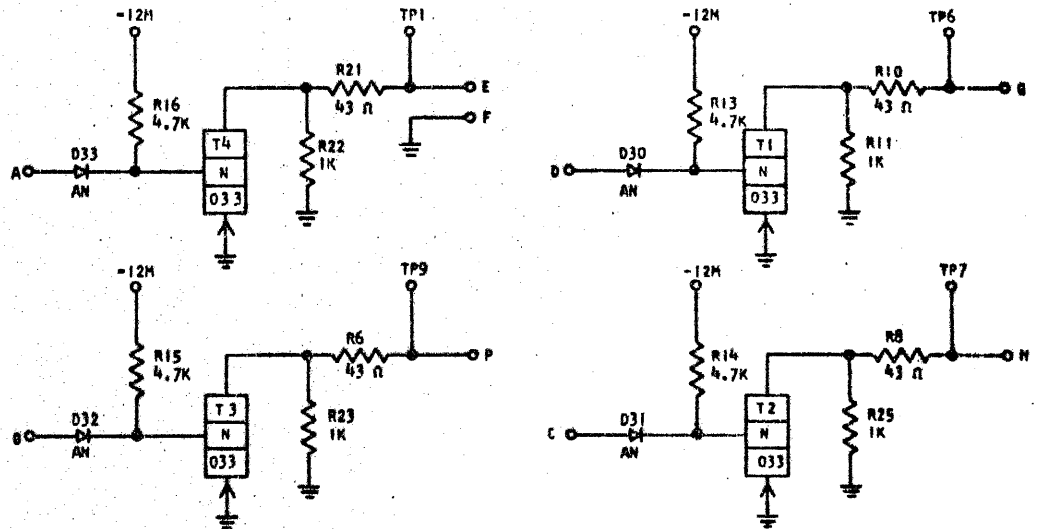 -12M
TP1
R21
43 Ω
E
F
R16
4.7K
R22
1K
D33
A
AN
T4
N
033
-12M
TP6
R10
43 Ω
G
R13
4.7K
R11
1K
D30
D
AN
T1
N
033
-12M
TP9
R6
43 Ω
P
R15
4.7K
R23
1K
D32
B
AN
T3
N
033
-12M
TP7
R8
43 Ω
R14
4.7K
R25
1K
D31
C
AN
T2
N
033